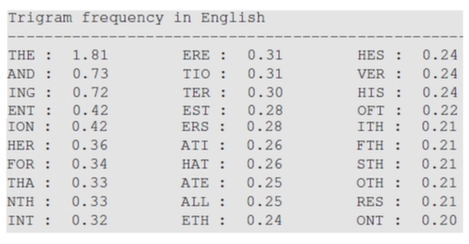 Trigram frequency in English
--------------------------------------------------------
THE : 1.81 ERE : 0.31 HES : 0.24
AND : 0.73 TIO : 0.31 VER : 0.24
ING : 0.72 TER : 0.30 HIS : 0.24
ENT : 0.42 EST : 0.28 OFT : 0.22
ION : 0.42 ERS : 0.28 ITH : 0.21
HER : 0.36 ATI : 0.26 FTH : 0.21
FOR : 0.34 HAT : 0.26 STH : 0.21
THA : 0.33 ATE : 0.25 OTH : 0.21
NTH : 0.33 ALL : 0.25 RES : 0.21
INT : 0.32 ETH : 0.24 ONT : 0.20